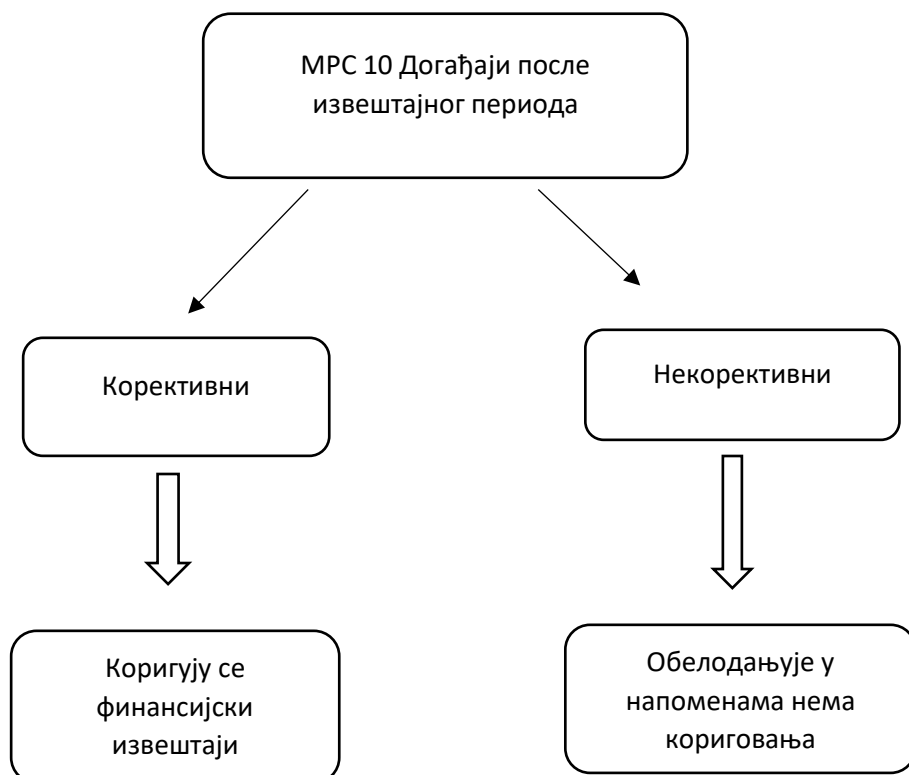 МРС 10 Догађаји после
извештајног периода
Корективни
Некорективни
Коригују се
финансијски
извештаји
Обелодањује у
напоменама нема
кориговања